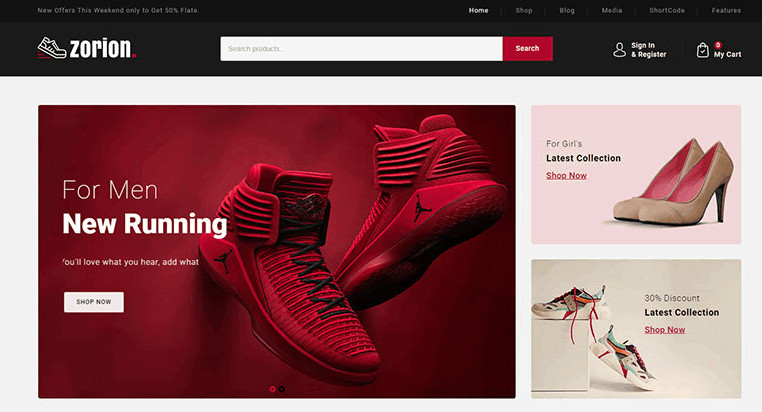 New Offers This Weekend only to Get 50% Flate.
Home Shop Blog Media ShortCode Features
zorion.
Search products...
Search
Sign In
& Register
0
My Cart
For Men
New Running
You'll love what you hear, add what
SHOP NOW
For Girl's
Latest Collection
Shop Now
30% Discount
Latest Collection
Shop Now